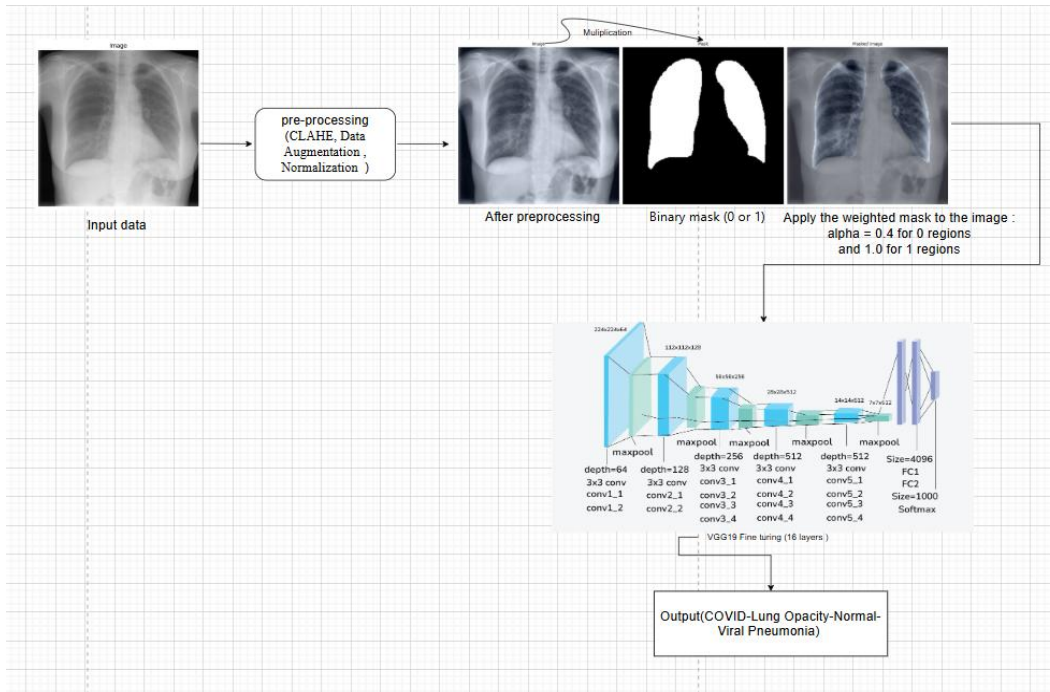 Image
Muliplication
Image
Mask
Masked Image
pre-processing
(CLAHE, Data
Augmentation ,
Normalization )
Input data
After preprocessing
Binary mask (0 or 1)
Apply the weighted mask to the image :
alpha = 0.4 for 0 regions
and 1.0 for 1 regions
224x224x64
112x112x128
56x56x256
28x28x512
14x14x512
7x7x512
maxpool
maxpool
maxpool
maxpool
maxpool
depth=64
3x3 conv
conv1_1
conv1_2
depth=128
3x3 conv
conv2_1
conv2_2
depth=256
3x3 conv
conv3_1
conv3_2
conv3_3
conv3_4
depth=512
3x3 conv
conv4_1
conv4_2
conv4_3
conv4_4
depth=512
3x3 conv
conv5_1
conv5_2
conv5_3
conv5_4
Size=4096
FC1
FC2
Size=1000
Softmax
VGG19 Fine turing (16 layers )
Output(COVID-Lung Opacity-Normal-
Viral Pneumonia)